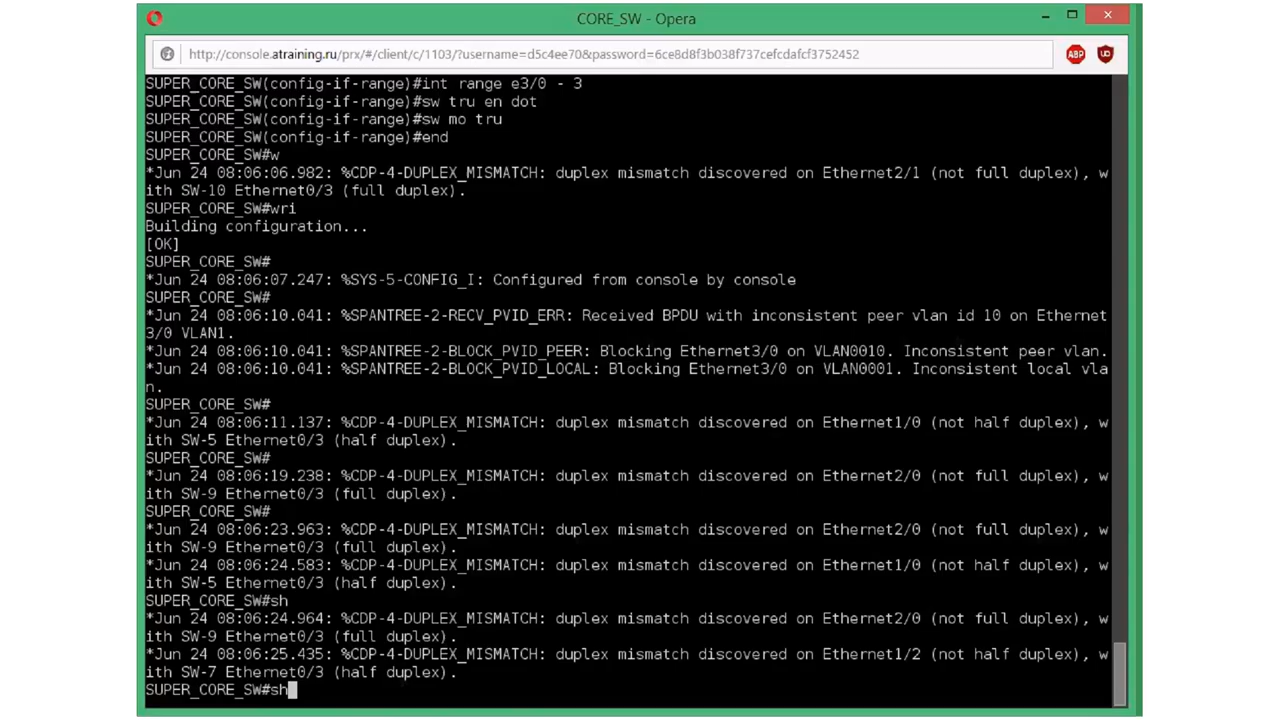 CORE_SW - Opera
http://console.atraining.ru/prx/#/client/c/1103/?username=d5c4ee70&password=6ce8d8f3b038f737cefcdafcf3752452
ABP
SUPER_CORE_SW(config-if-range)#int range e3/0 - 3
SUPER_CORE_SW(config-if-range)#sw tru en dot
SUPER_CORE_SW(config-if-range)#sw mo tru
SUPER_CORE_SW(config-if-range)#end
SUPER_CORE_SW#w
*Jun 24 08:06:06.982: %CDP-4-DUPLEX_MISMATCH: duplex mismatch discovered on Ethernet2/1 (not full duplex), w
ith SW-10 Ethernet0/3 (full duplex).
SUPER_CORE_SW#wri
Building configuration...
[OK]
SUPER_CORE_SW#
*Jun 24 08:06:07.247: %SYS-5-CONFIG_I: Configured from console by console
SUPER_CORE_SW#
*Jun 24 08:06:10.041: %SPANTREE-2-RECV_PVID_ERR: Received BPDU with inconsistent peer vlan id 10 on Ethernet
3/0 VLAN1.
*Jun 24 08:06:10.041: %SPANTREE-2-BLOCK_PVID_PEER: Blocking Ethernet3/0 on VLAN0010. Inconsistent peer vlan.
*Jun 24 08:06:10.041: %SPANTREE-2-BLOCK_PVID_LOCAL: Blocking Ethernet3/0 on VLAN0001. Inconsistent local vla
n.
SUPER_CORE_SW#
*Jun 24 08:06:11.137: %CDP-4-DUPLEX_MISMATCH: duplex mismatch discovered on Ethernet1/0 (not half duplex), w
ith SW-5 Ethernet0/3 (half duplex).
SUPER_CORE_SW#
*Jun 24 08:06:19.238: %CDP-4-DUPLEX_MISMATCH: duplex mismatch discovered on Ethernet2/0 (not full duplex), w
ith SW-9 Ethernet0/3 (full duplex).
SUPER_CORE_SW#
*Jun 24 08:06:23.963: %CDP-4-DUPLEX_MISMATCH: duplex mismatch discovered on Ethernet2/0 (not full duplex), w
ith SW-9 Ethernet0/3 (full duplex).
*Jun 24 08:06:24.583: %CDP-4-DUPLEX_MISMATCH: duplex mismatch discovered on Ethernet1/0 (not half duplex), w
ith SW-5 Ethernet0/3 (half duplex).
SUPER_CORE_SW#sh
*Jun 24 08:06:24.964: %CDP-4-DUPLEX_MISMATCH: duplex mismatch discovered on Ethernet2/0 (not full duplex), w
ith SW-9 Ethernet0/3 (full duplex).
*Jun 24 08:06:25.435: %CDP-4-DUPLEX_MISMATCH: duplex mismatch discovered on Ethernet1/2 (not half duplex), w
ith SW-7 Ethernet0/3 (half duplex).
SUPER_CORE_SW#sh